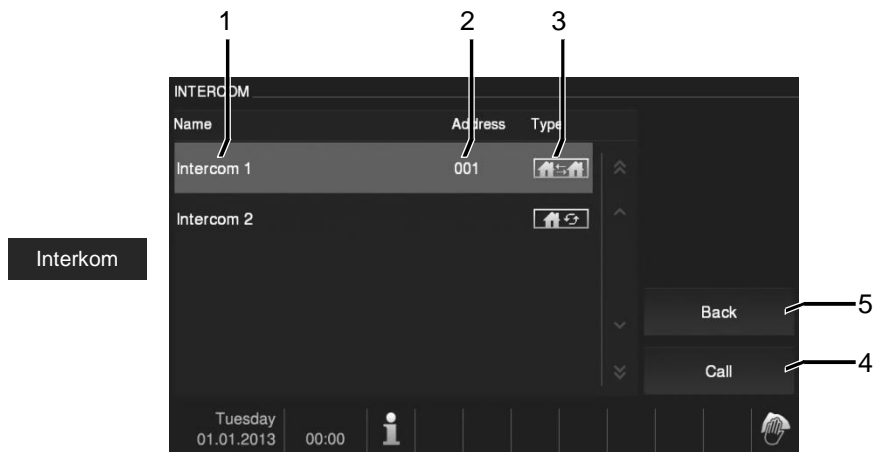 1 2 3
INTERCOM
Name Address Type
Intercom 1 001
Intercom 2
Interkom
Back 5
Call 4
Tuesday
01.01.2013 00:00 i